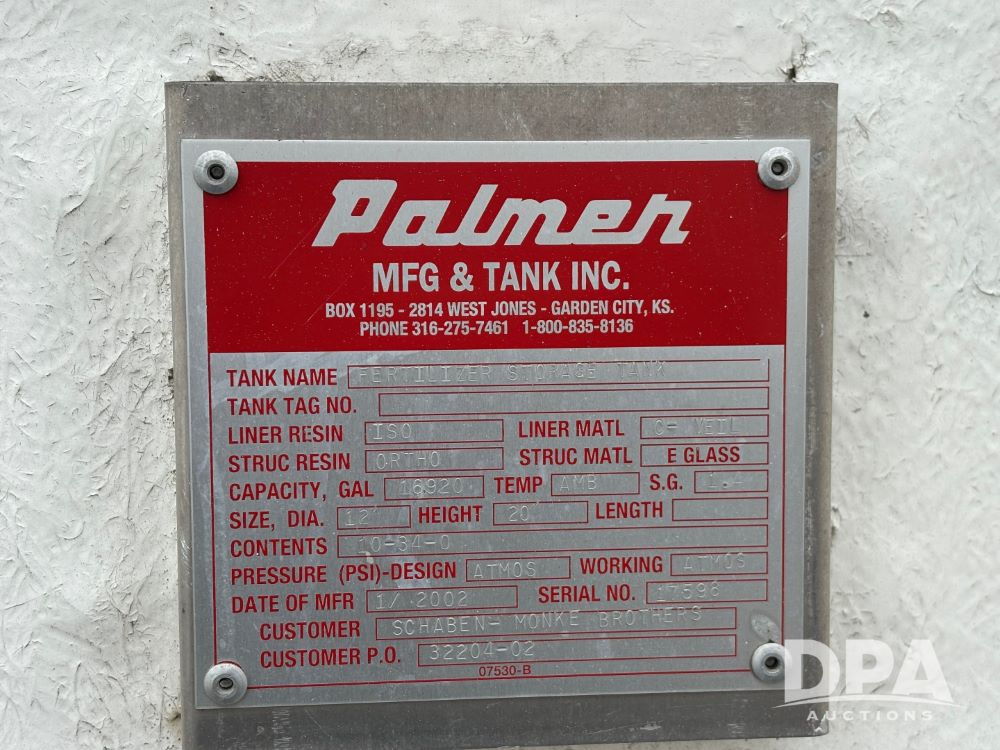 Palmer
MFG & TANK INC.
BOX 1195 - 2814 WEST JONES - GARDEN CITY, KS.
PHONE 316-275-7461 1-800-835-8136
TANK NAME FERTILIZER STORAGE TANK
TANK TAG NO.
LINER RESIN ISO LINER MATL C- VEIL
STRUC RESIN ORTHO STRUC MATL E GLASS
CAPACITY, GAL 16920 TEMP AMB S.G. 1.4
SIZE, DIA. 12' HEIGHT 20' LENGTH
CONTENTS 10-34-0
PRESSURE (PSI)-DESIGN ATMOS WORKING ATMOS
DATE OF MFR 1/ 2002 SERIAL NO. 17598
CUSTOMER SCHABEN- MONKE BROTHERS
CUSTOMER P.O. 32204-02
07530-B
DPA
AUCTIONS